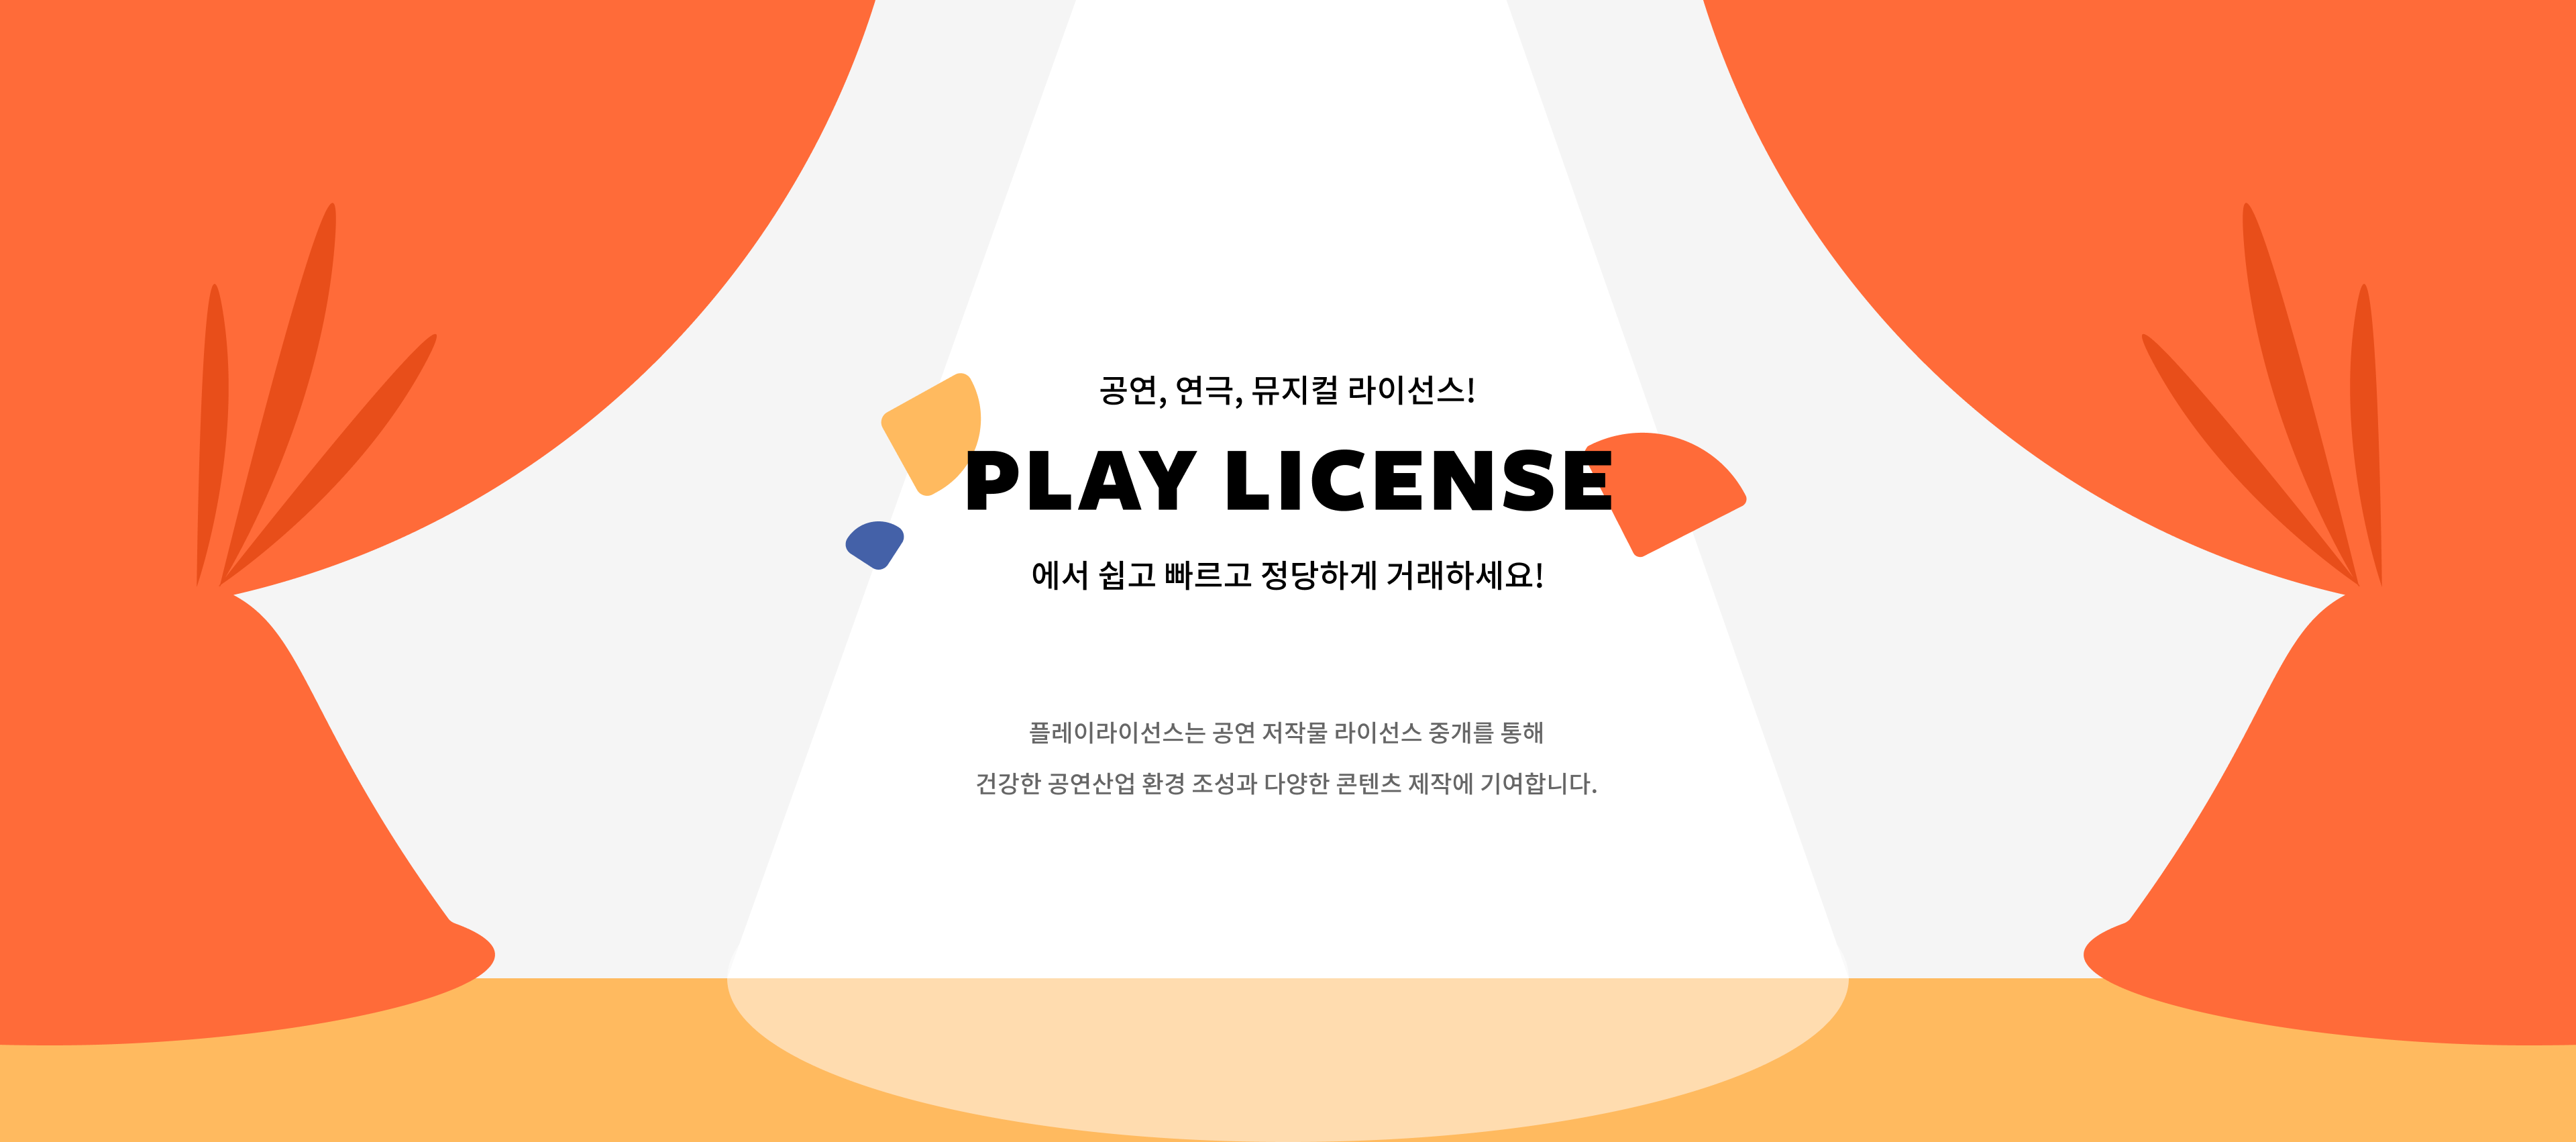 공연, 연극, 뮤지컬 라이선스!
PLAY LICENSE
에서 쉽고 빠르고 정당하게 거래하세요!
플레이라이선스는 공연 저작물 라이선스 중개를 통해
건강한 공연산업 환경 조성과 다양한 콘텐츠 제작에 기여합니다.